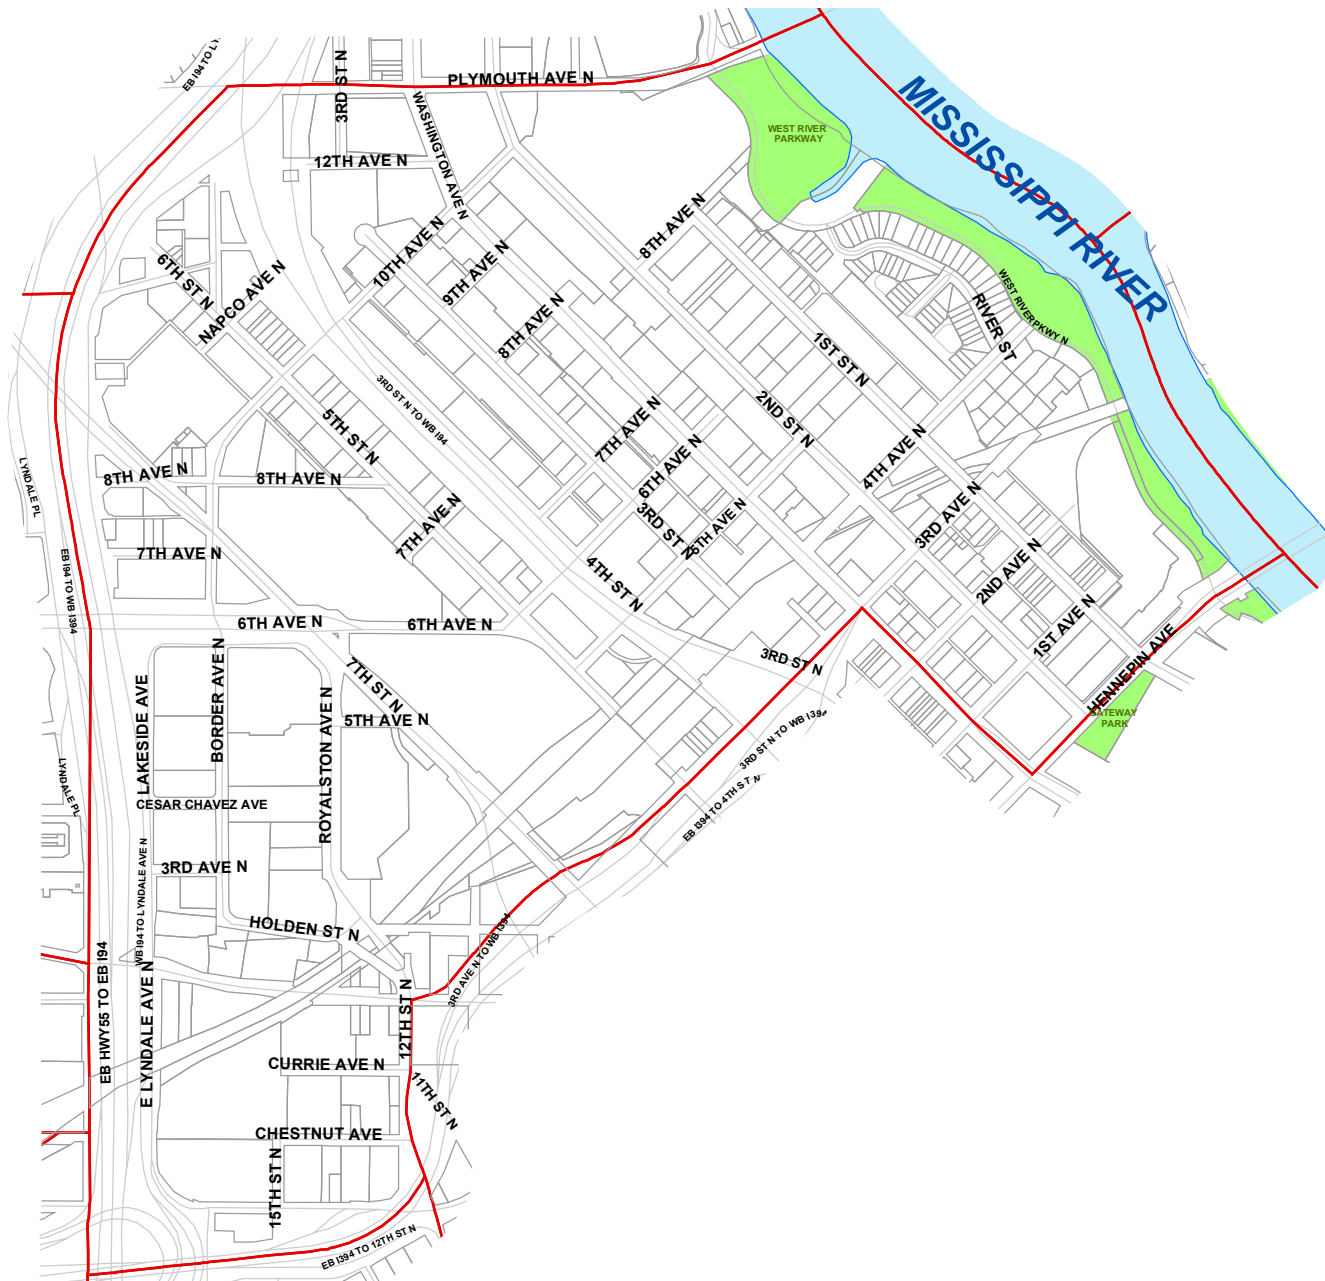 EB I94 TO LY
3RD ST N
PLYMOUTH AVE N
WASHINGTON AVE N
12TH AVE N
WEST RIVER
PARKWAY
MISSISSIPPI RIVER
8TH AVE N
10TH AVE N
9TH AVE N
8TH AVE N
6TH ST N
NAPCO AVE N
WEST RIVER PKWY N
RIVER ST
1ST ST N
2ND ST N
3RD ST N TO WB I94
5TH ST N
7TH AVE N
6TH AVE N
4TH AVE N
8TH AVE N
8TH AVE N
LYNDALE PL
7TH AVE N
3RD ST N
5TH AVE N
3RD AVE N
7TH AVE N
4TH ST N
2ND AVE N
EB I94 TO WB I394
6TH AVE N
6TH AVE N
1ST AVE N
HENNEPIN AVE
3RD ST N
7TH ST N
BORDER AVE N
LAKESIDE AVE
ROYALSTON AVE N
5TH AVE N
GATEWAY
PARK
3RD ST N TO WB I394
LYNDALE PL
EB I394 TO 4TH ST N
CESAR CHAVEZ AVE
3RD AVE N
WB I94 TO LYNDALE AVE N
HOLDEN ST N
3RD AVE N TO WB I394
EB HWY55 TO EB I94
E LYNDALE AVE N
12TH ST N
CURRIE AVE N
11TH ST N
CHESTNUT AVE
15TH ST N
EB I394 TO 12TH ST N